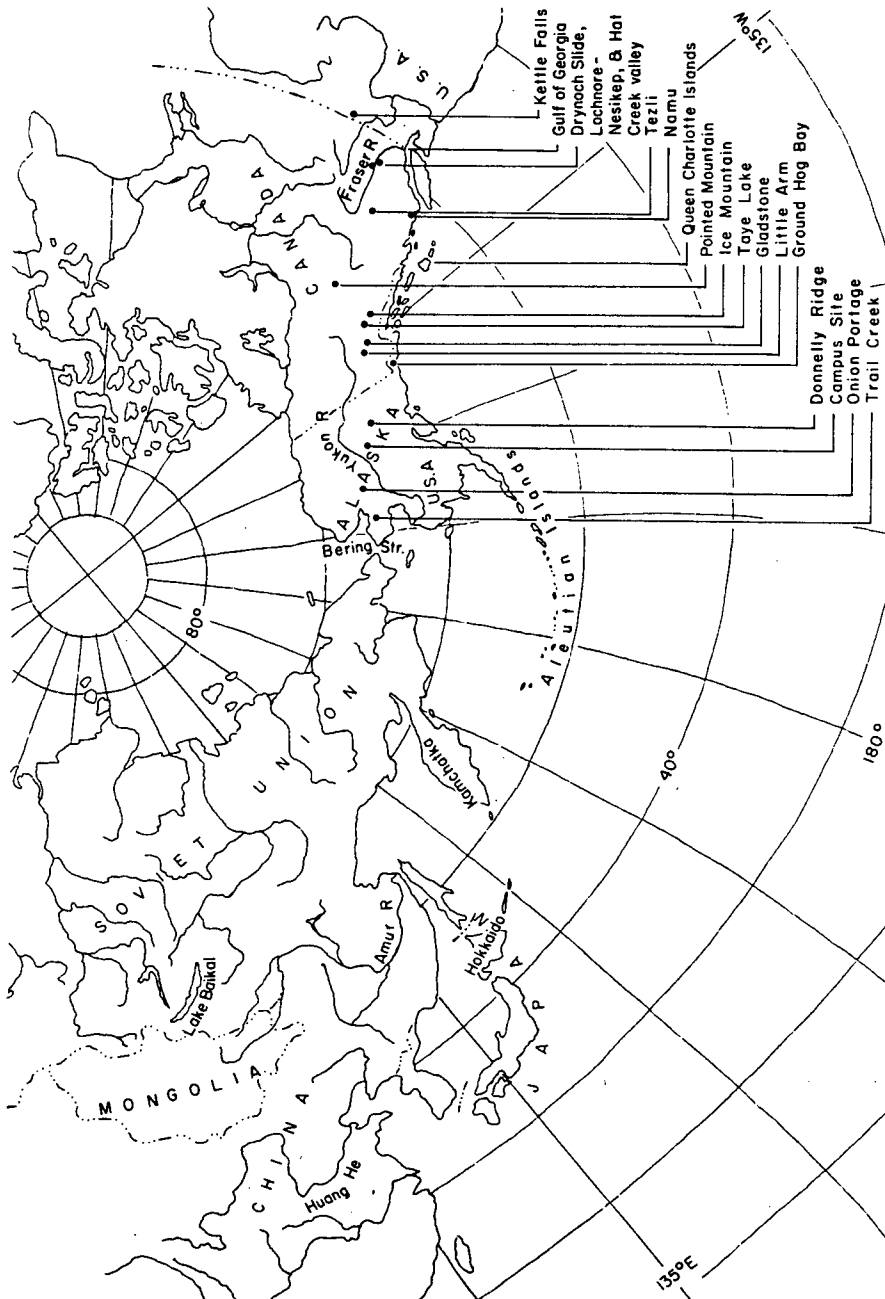 Kettle Falls
Gulf of Georgia
Drynoch Slide,
Lochnore-
Nesikep, & Hat
Creek valley
Tezli
Namu
Queen Charlotte Islands
Pointed Mountain
Ice Mountain
Taye Lake
Gladstone
Little Arm
Ground Hog Bay
Donnelly Ridge
Campus Site
Onion Portage
Trail Creek
135°W
U.S.A.
CANADA
Fraser R
ALASKA
U.S.A
Yukon R
Bering Str.
Aleutian Islands
80°
40°
180°
SOVIET UNION
Kamchatka
Lake Baikal
Amur R
Hokkaido
JAPAN
MONGOLIA
CHINA
Huang He
135°E